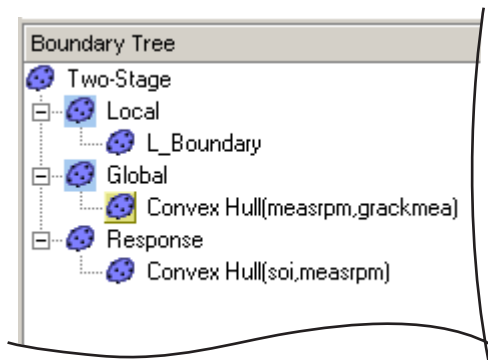 Boundary Tree
Two-Stage
Local
L_Boundary
Global
Convex Hull(measrpm,grackmea)
Response
Convex Hull(soi,measrpm)